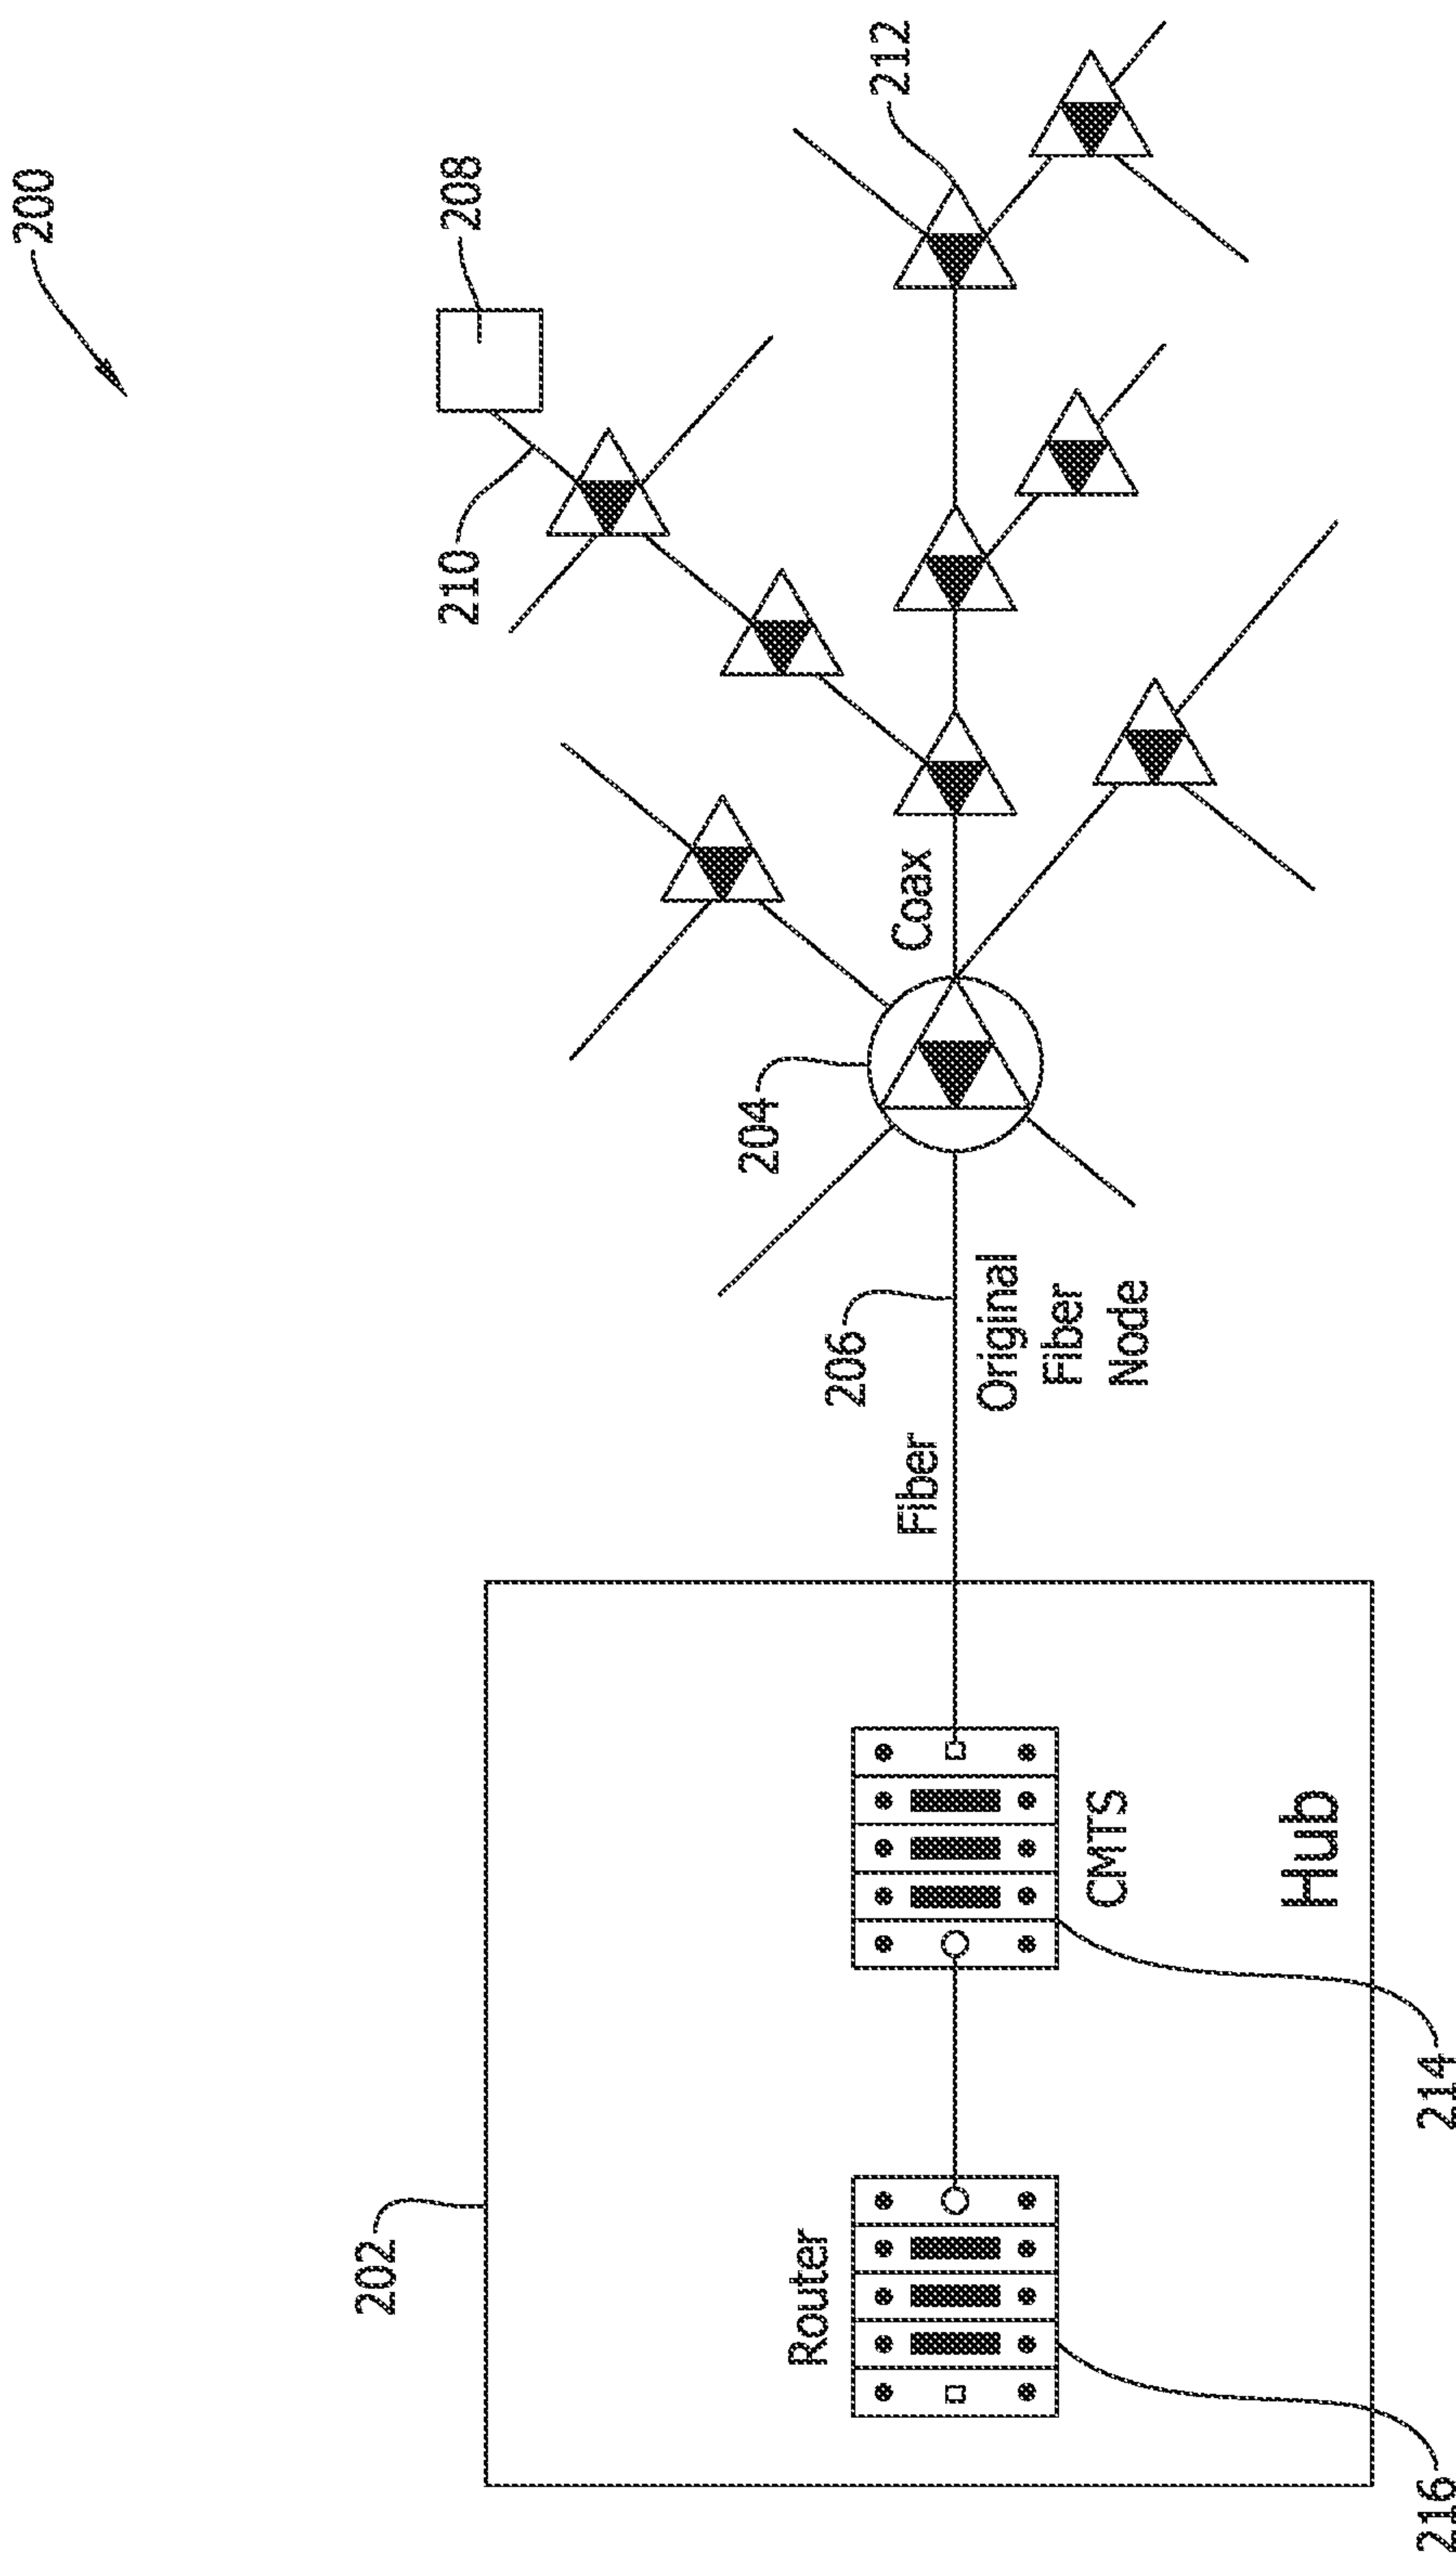 200
208
210
212
204
Coax
206
Fiber
Original
Fiber
Node
202
Router
CMTS
Hub
214
216